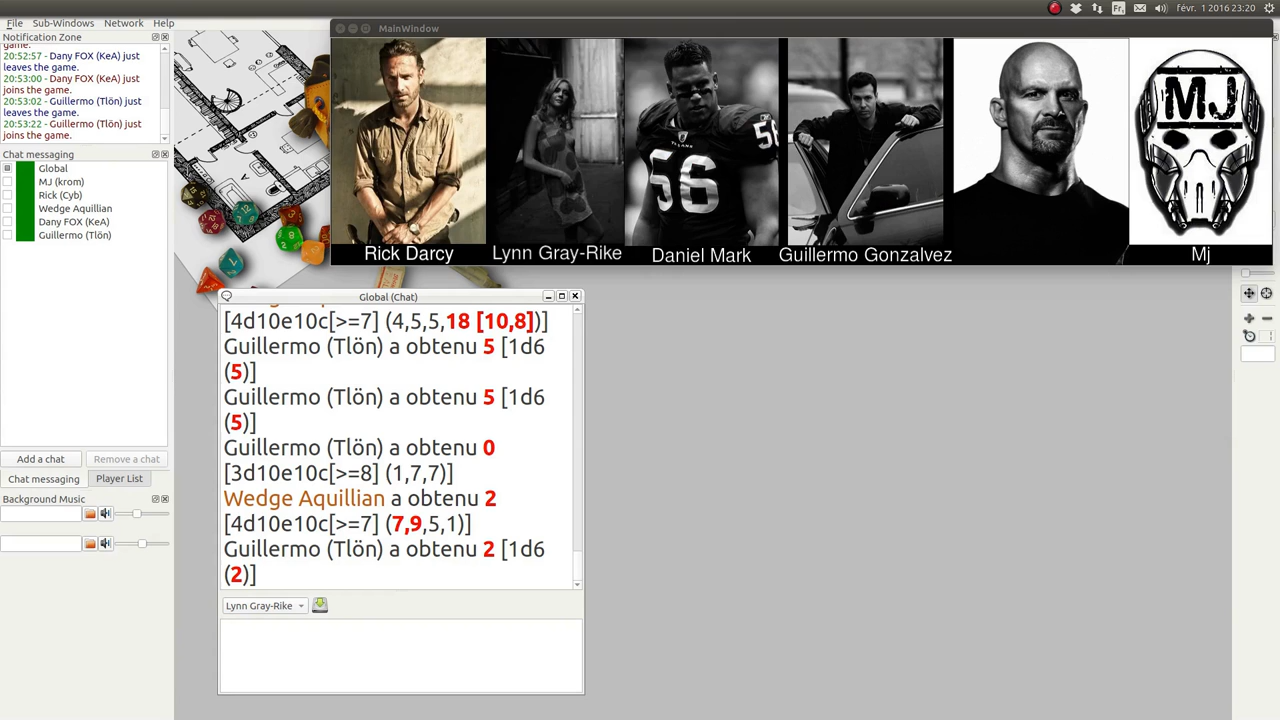 févr. 1 2016 23:20
Fr
File Sub-Windows Network Help
MainWindow
Notification Zone
game.
20:52:57 - Dany FOX (KeA) just
leaves the game.
20:53:00 - Dany FOX (KeA) just
joins the game.
20:53:02 - Guillermo (Tlön) just
leaves the game.
20:53:22 - Guillermo (Tlön) just
joins the game.
Chat messaging
Global
MJ (krom)
Rick (Cyb)
Wedge Aquillian
Dany FOX (KeA)
Guillermo (Tlön)
Add a chat
Remove a chat
Chat messaging
Player List
Background Music
TEXANS
56
56
MJ
Rick Darcy
Lynn Gray-Rike
Daniel Mark
Guillermo Gonzalvez
Mj
Global (Chat)
[4d10e10c[>=7] (4,5,5,18 [10,8])]
Guillermo (Tlön) a obtenu 5 [1d6
(5)]
Guillermo (Tlön) a obtenu 5 [1d6
(5)]
Guillermo (Tlön) a obtenu 0
[3d10e10c[>=8] (1,7,7)]
Wedge Aquillian a obtenu 2
[4d10e10c[>=7] (7,9,5,1)]
Guillermo (Tlön) a obtenu 2 [1d6
(2)]
Lynn Gray-Rike
1